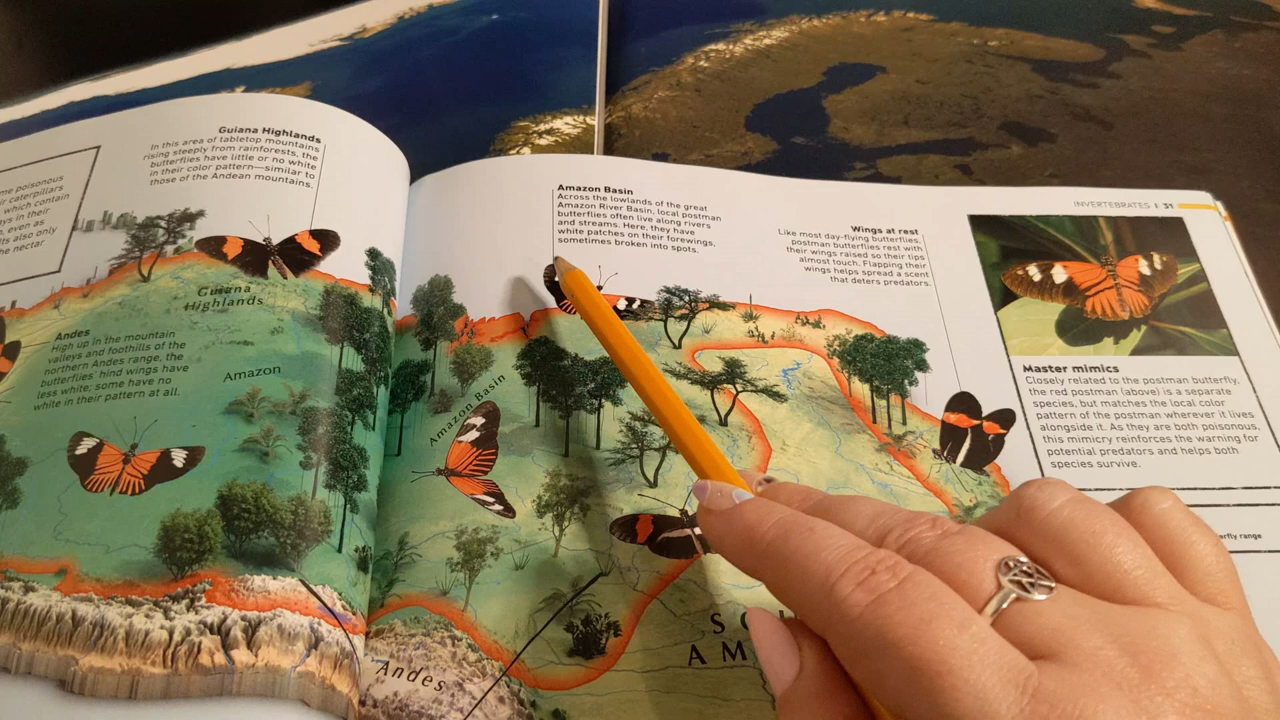 me poisonous
ir caterpillars
which contain
ys in their
o, even as
lts also only
he nectar
Guiana Highlands
In this area of tabletop mountains
rising steeply from rainforests, the
butterflies have little or no white
in their color pattern—similar to
those of the Andean mountains.
Guiana
Highlands
Andes
High up in the mountain
valleys and foothills of the
northern Andes range, the
butterflies' hind wings have
less white; some have no
white in their pattern at all.
Amazon
Amazon Basin
Across the lowlands of the great
Amazon River Basin, local postman
butterflies often live along rivers
and streams. Here, they have
white patches on their forewings,
sometimes broken into spots.
Amazon Basin
Andes
S
A M
INVERTEBRATES | 31
Wings at rest
Like most day-flying butterflies,
postman butterflies rest with
their wings raised so their tips
almost touch. Flapping their
wings helps spread a scent
that deters predators.
Master mimics
Closely related to the postman butterfly,
the red postman (above) is a separate
species, but matches the local color
pattern of the postman wherever it lives
alongside it. As they are both poisonous,
this mimicry reinforces the warning for
potential predators and helps both
species survive.
erfly range